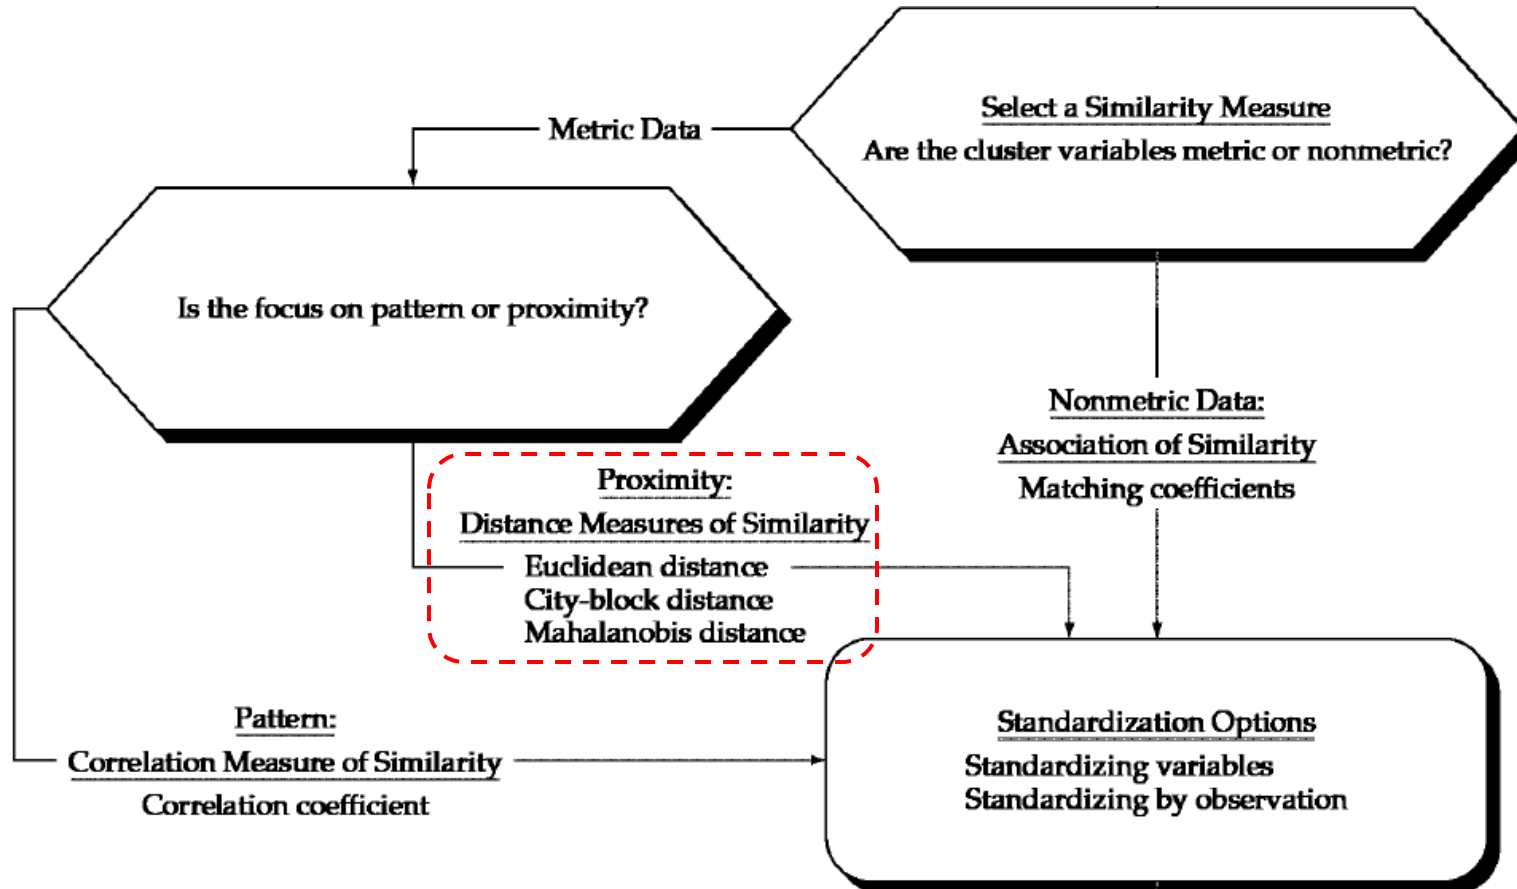 Select a Similarity Measure
Are the cluster variables metric or nonmetric?
Metric Data
Is the focus on pattern or proximity?
Nonmetric Data:
Association of Similarity
Matching coefficients
Proximity:
Distance Measures of Similarity
Euclidean distance
City-block distance
Mahalanobis distance
Pattern:
Correlation Measure of Similarity
Correlation coefficient
Standardization Options
Standardizing variables
Standardizing by observation